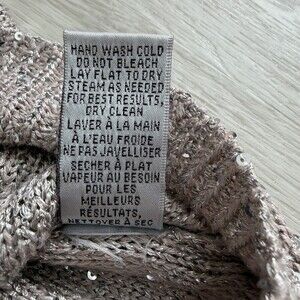 HAND WASH COLD
DO NOT BLEACH
LAY FLAT TO DRY
STEAM AS NEEDED
FOR BEST RESULTS,
DRY CLEAN
LAVER À LA MAIN
À L'EAU FROIDE
NE PAS JAVELLISER
SÉCHER À PLAT
VAPEUR AU BESOIN
POUR LES
MEILLEURS
RÉSULTATS,
NETTOYER À SEC